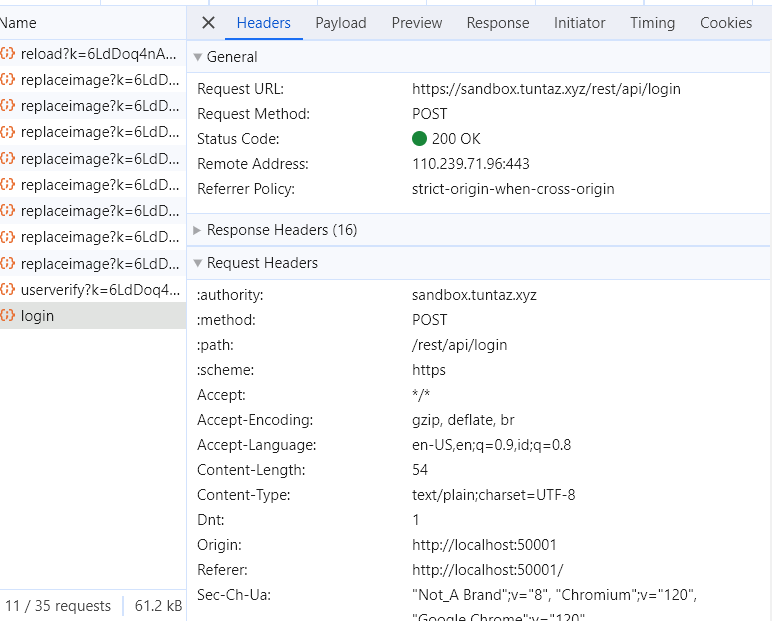 Name
Headers Payload Preview Response Initiator Timing Cookies
reload?k=6LdDoq4nA...
replaceimage?k=6LdD...
replaceimage?k=6LdD...
replaceimage?k=6LdD...
replaceimage?k=6LdD...
replaceimage?k=6LdD...
replaceimage?k=6LdD...
replaceimage?k=6LdD...
replaceimage?k=6LdD...
userverify?k=6LdDoq4...
login
11 / 35 requests 61.2 kB
General
Request URL: https://sandbox.tuntaz.xyz/rest/api/login
Request Method: POST
Status Code: 200 OK
Remote Address: 110.239.71.96:443
Referrer Policy: strict-origin-when-cross-origin
Response Headers (16)
Request Headers
:authority: sandbox.tuntaz.xyz
:method: POST
:path: /rest/api/login
:scheme: https
Accept: */*
Accept-Encoding: gzip, deflate, br
Accept-Language: en-US,en;q=0.9,id;q=0.8
Content-Length: 54
Content-Type: text/plain;charset=UTF-8
Dnt: 1
Origin: http://localhost:50001
Referer: http://localhost:50001/
Sec-Ch-Ua: "Not_A Brand";v="8", "Chromium";v="120",
"Google Chrome";v="120"